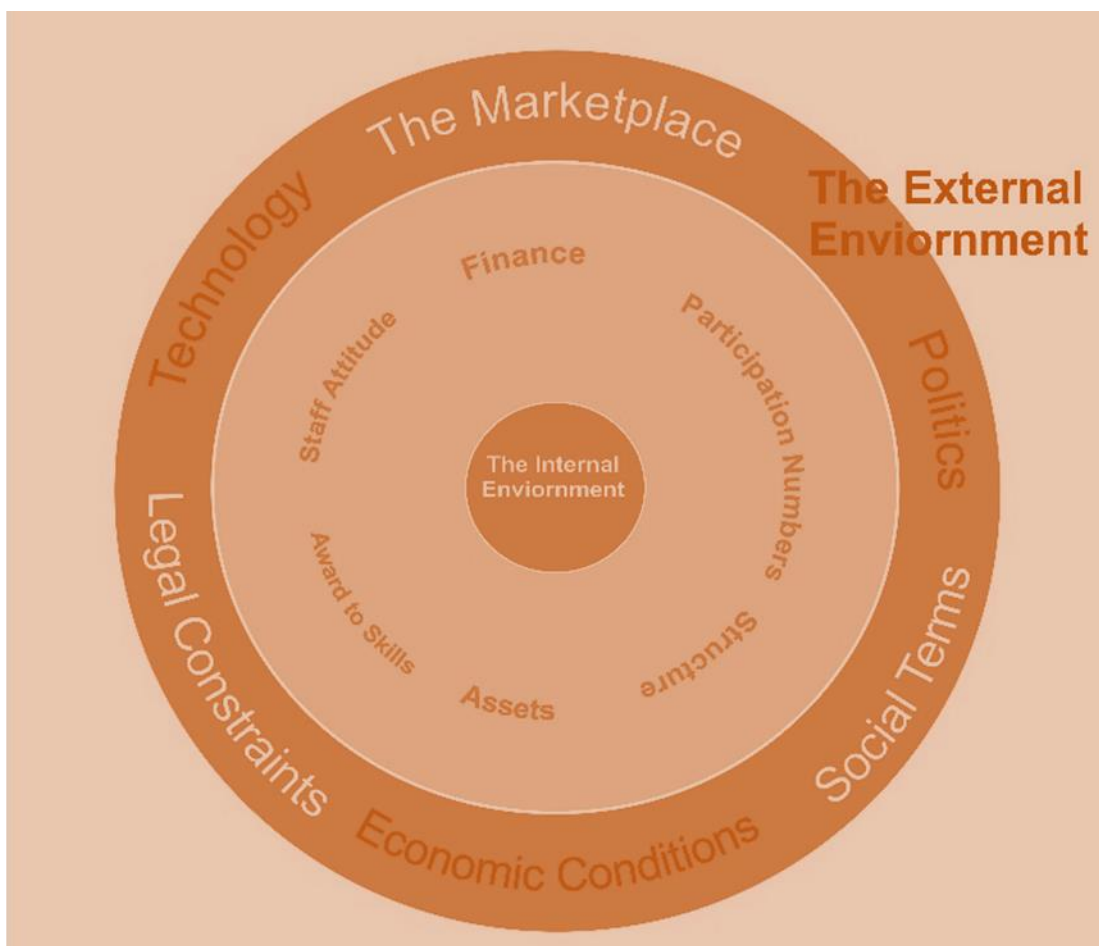 The Marketplace
The External
Enviornment
Technology
Politics
Legal Constraints
Social Terms
Economic Conditions
Finance
Participation Numbers
Staff Attitude
The Internal
Enviornment
Award to Skills
Structure
Assets